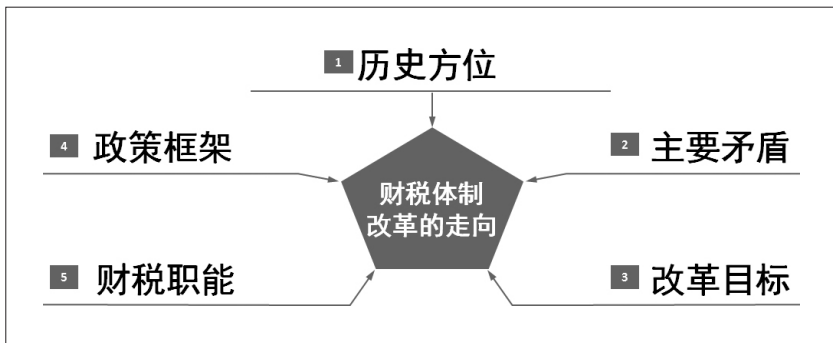 1 历史方位
4 政策框架
2 主要矛盾
财税体制
改革的走向
5 财税职能
3 改革目标